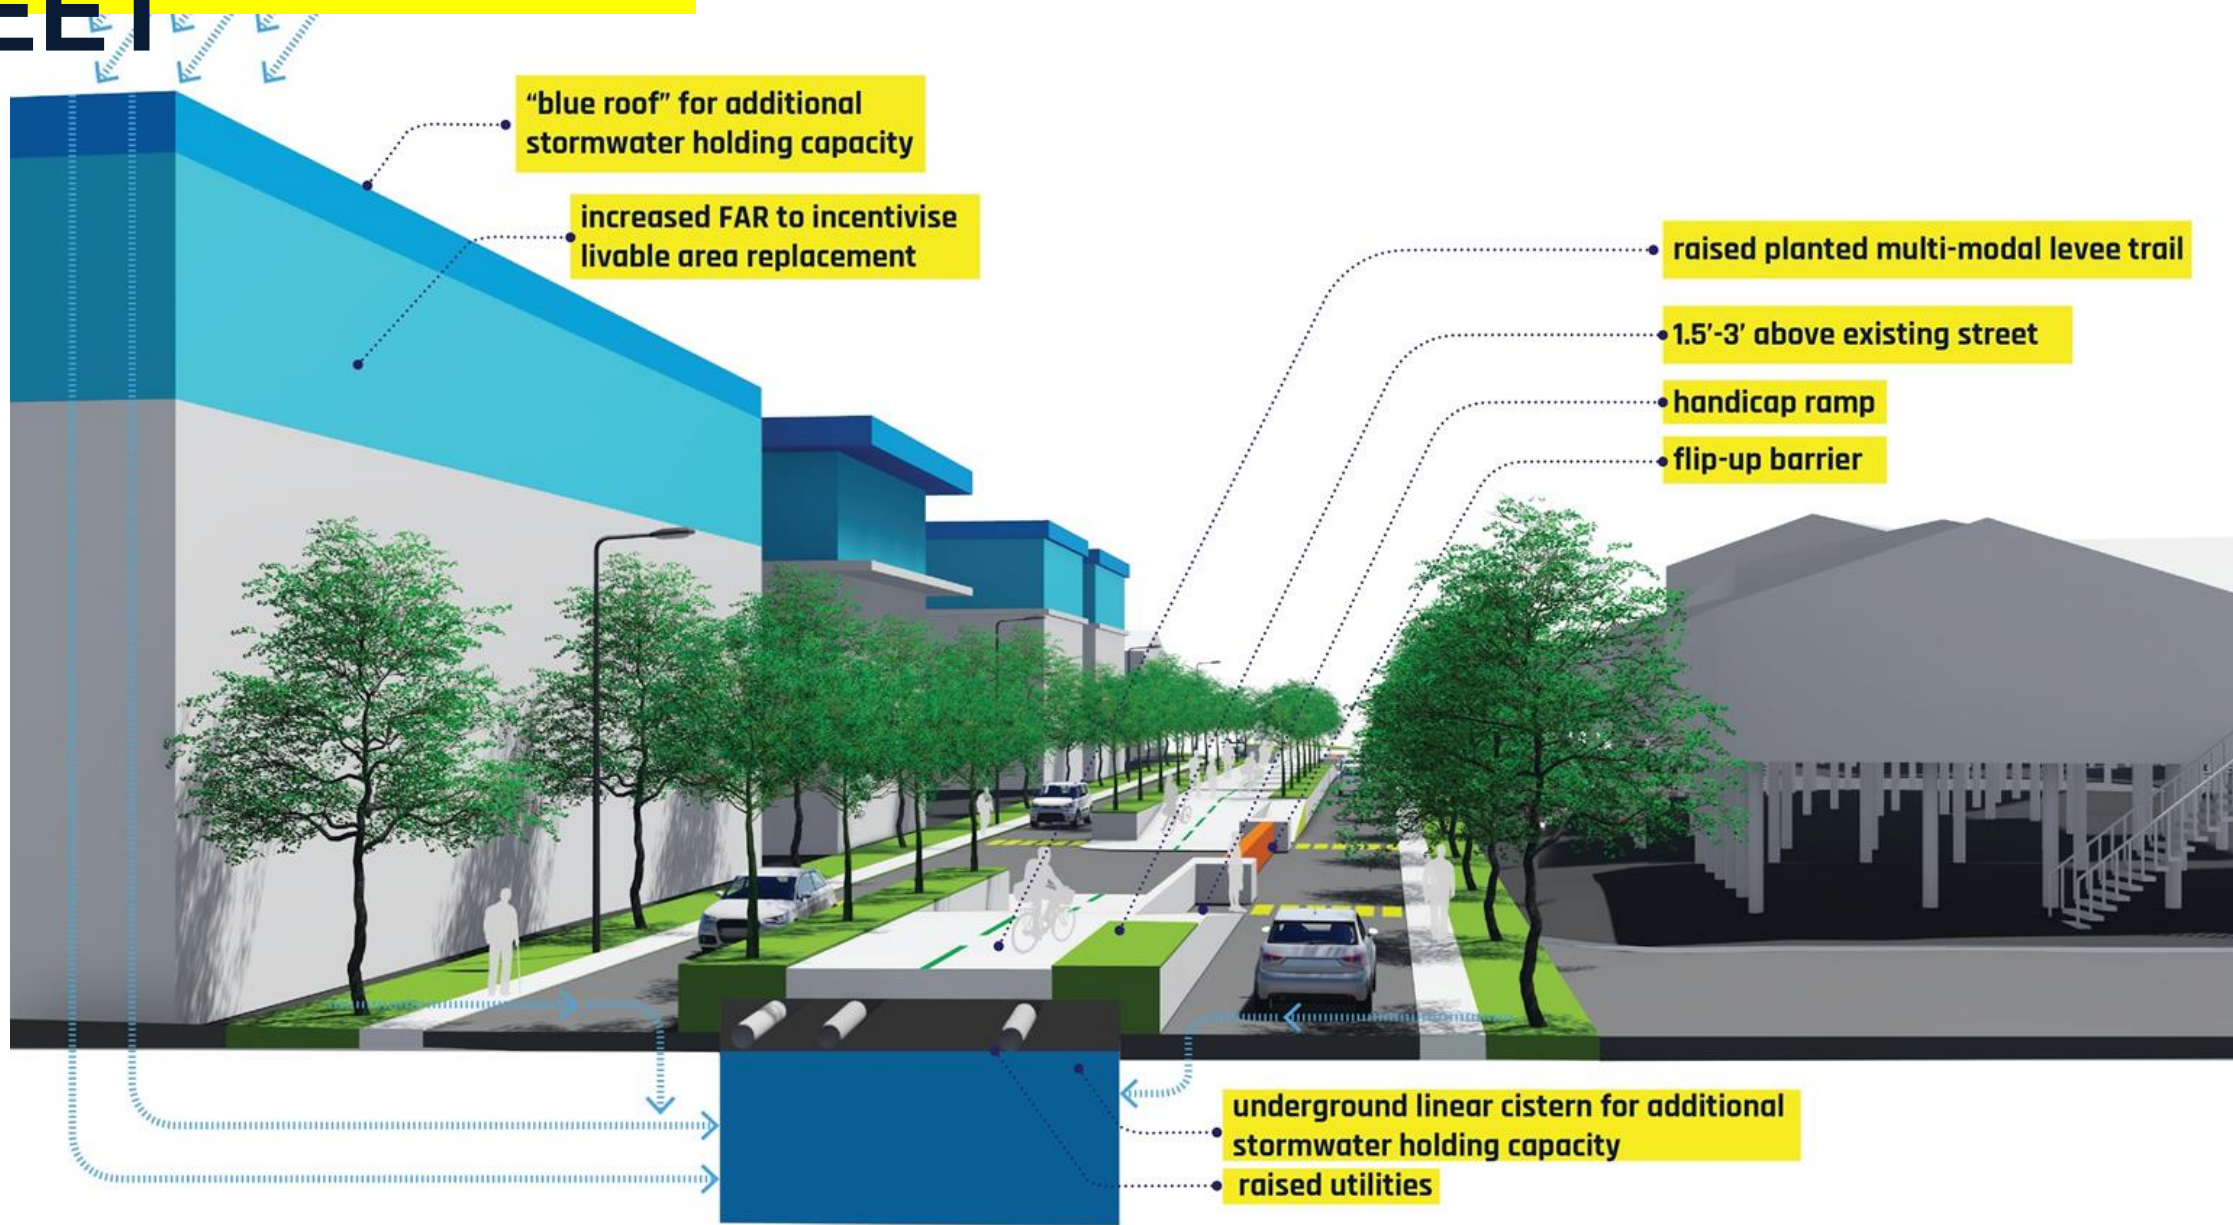 EET
“blue roof” for additional
stormwater holding capacity
increased FAR to incentivise
livable area replacement
raised planted multi-modal levee trail
1.5’-3’ above existing street
handicap ramp
flip-up barrier
underground linear cistern for additional
stormwater holding capacity
raised utilities